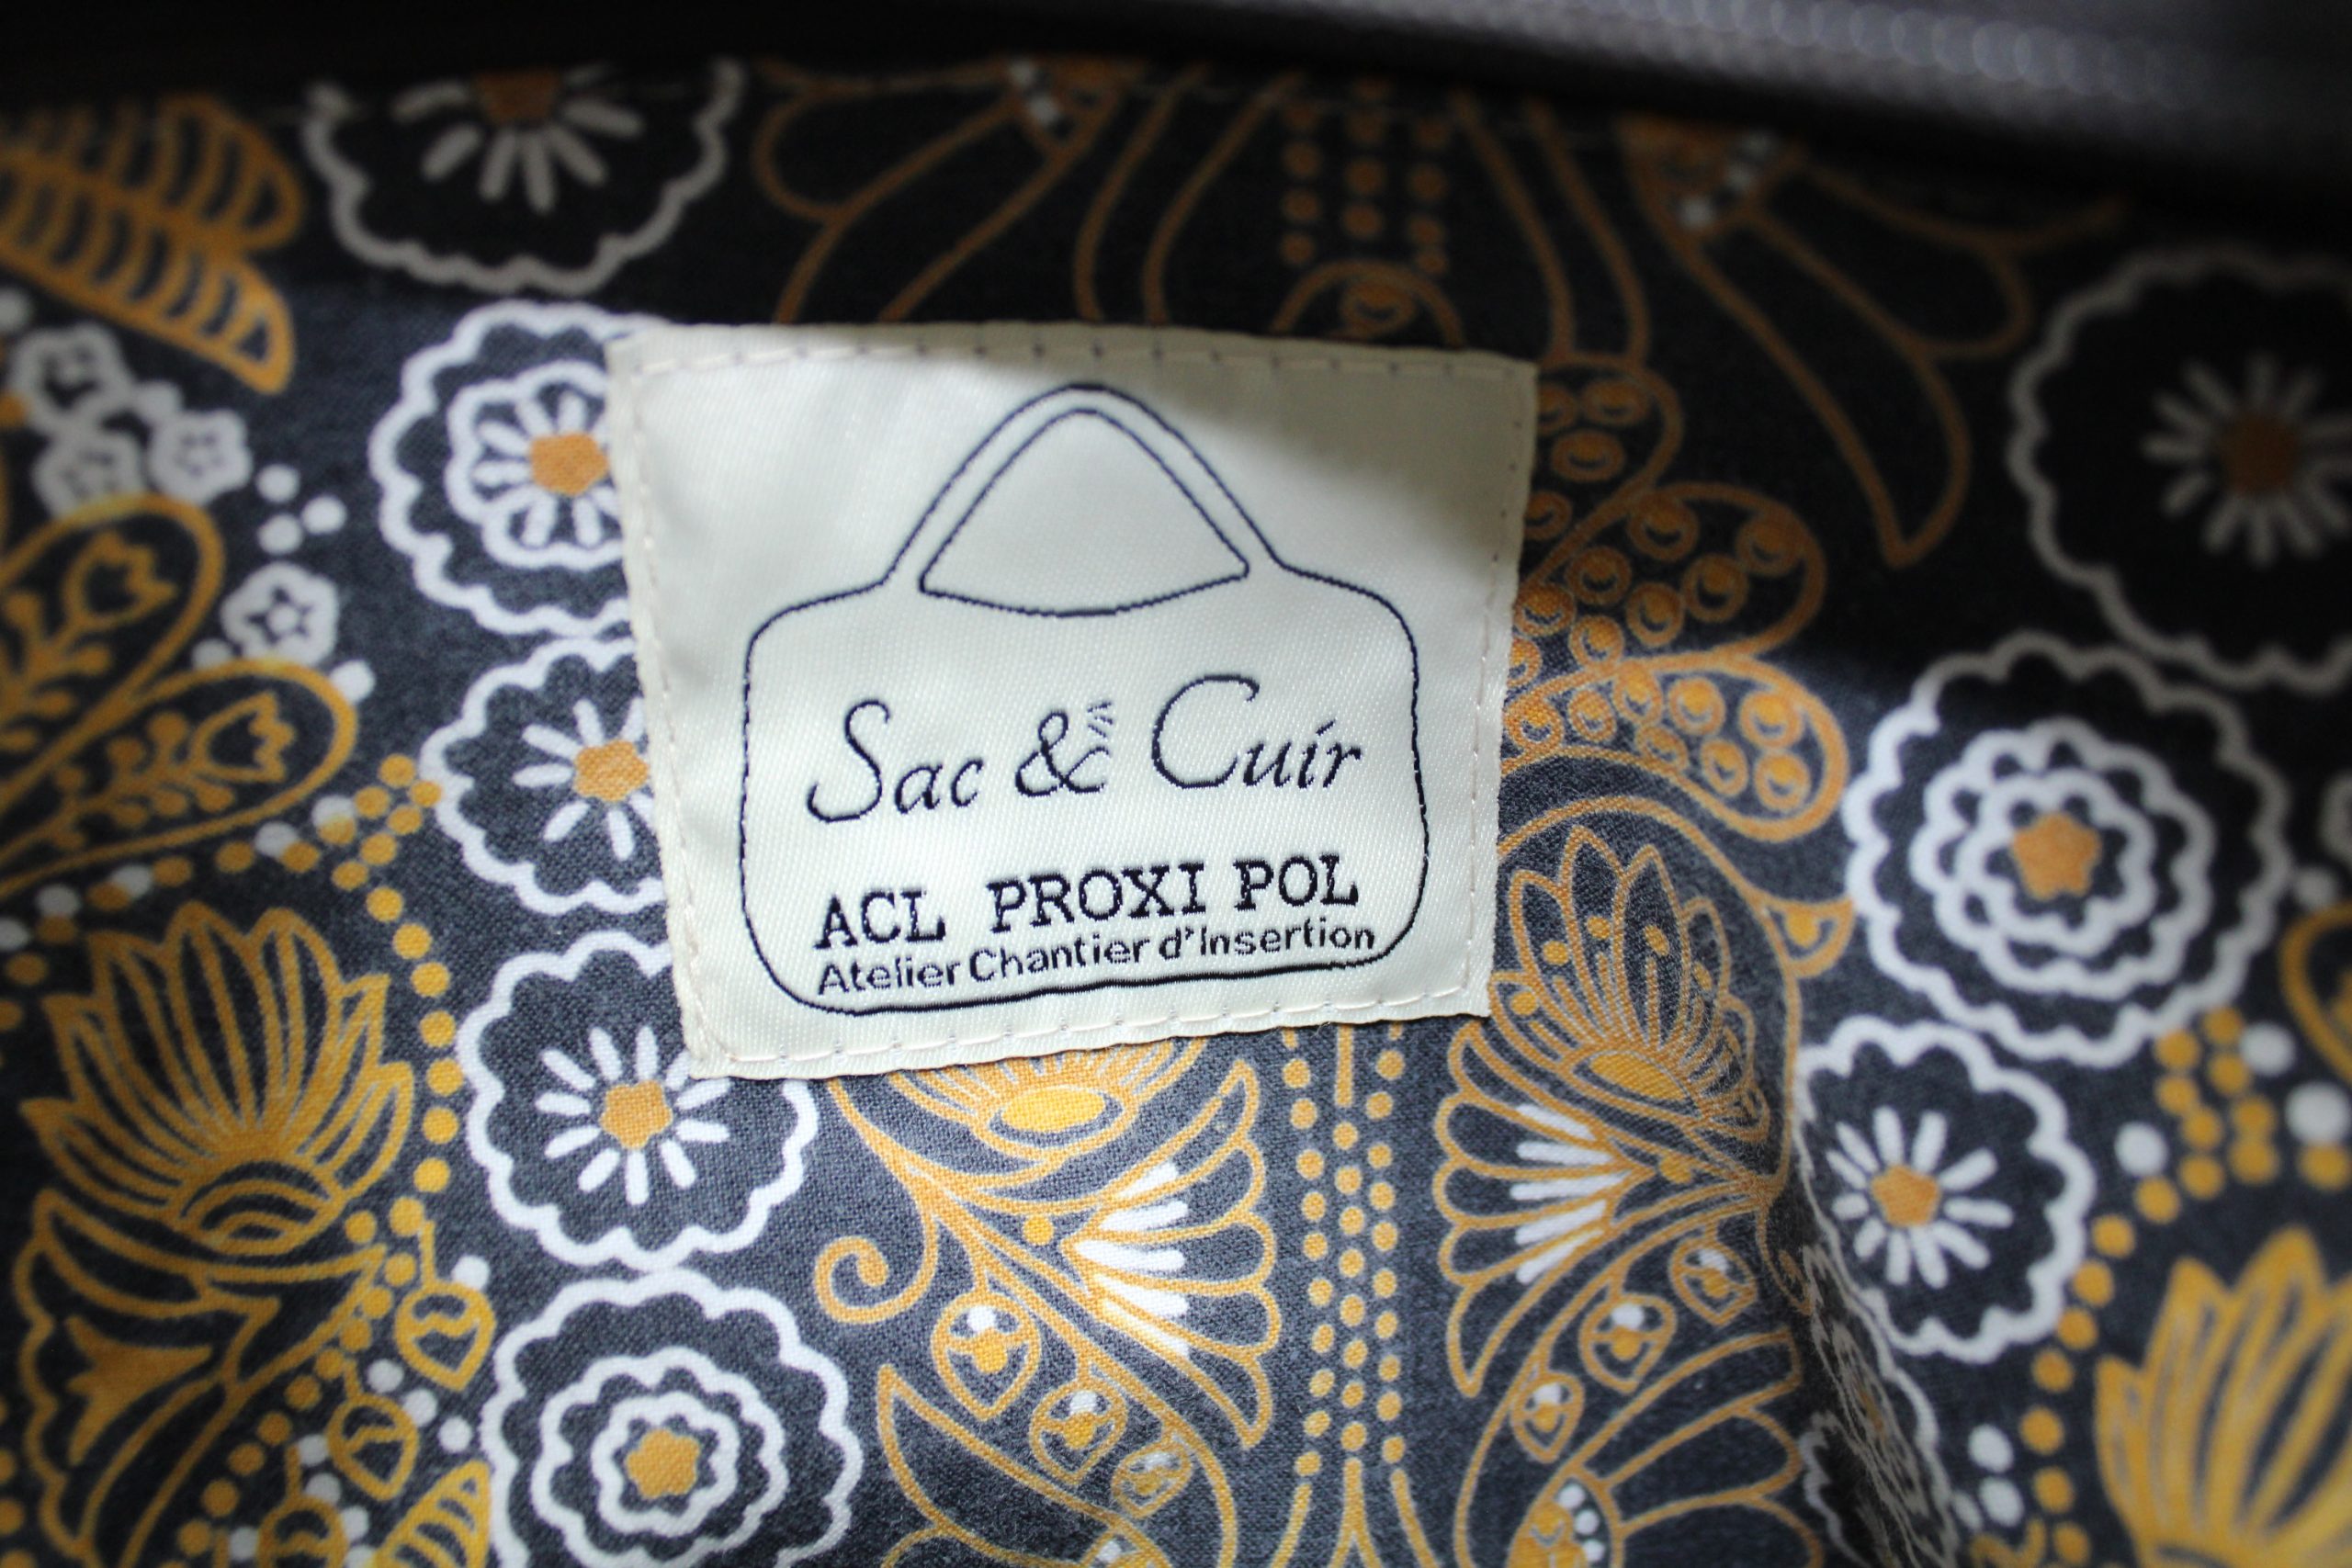 Sac & Cuir
ACL PROXI POL
Atelier Chantier d'Insertion